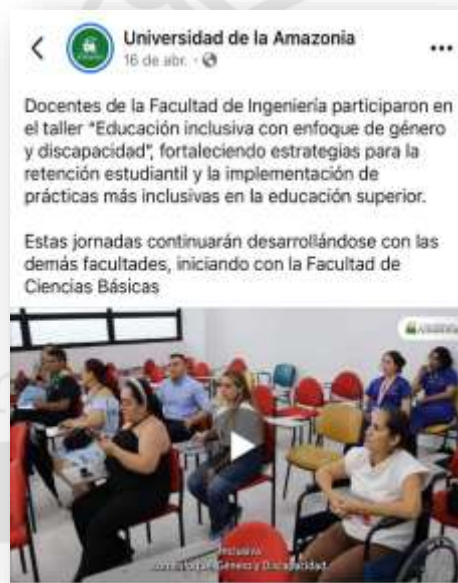 Universidad de la Amazonia
16 de abr. ·
Docentes de la Facultad de Ingeniería participaron en
el taller "Educación inclusiva con enfoque de género
y discapacidad", fortaleciendo estrategias para la
retención estudiantil y la implementación de
prácticas más inclusivas en la educación superior.
Estas jornadas continuarán desarrollándose con las
demás facultades, iniciando con la Facultad de
Ciencias Básicas
Inclusiva
con Enfoque Género y Discapacidad